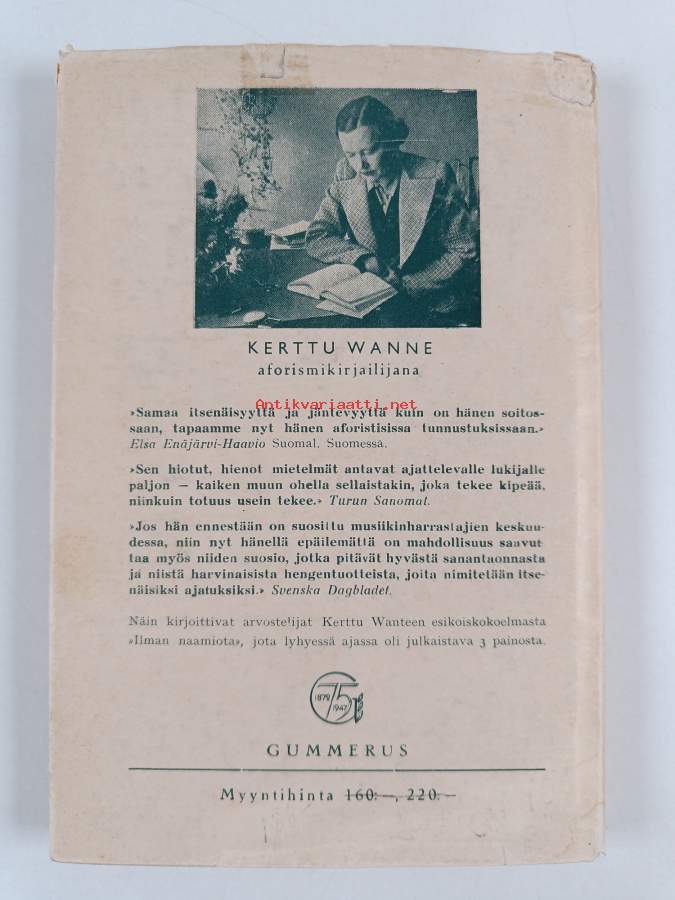 KERTTU WANNE
aforismikirjailijana
Antikvariaatti.net
»Samaa itsenäisyyttä ja jäntevyyttä kuin on hänen soitos-
saan, tapaamme nyt hänen aforistisissa tunnustuksissaan.»
Elsa Enäjärvi-Haavio Suomal. Suomessa.
»Sen hiotut, hienot mietelmät antavat ajattelevalle lukijalle
paljon — kaiken muun ohella sellaistakin, joka tekee kipeää,
niinkuin totuus usein tekee.» Turun Sanomat.
»Jos hän ennestään on suosittu musiikinharrastajien keskuu-
dessa, niin nyt hänellä epäilemättä on mahdollisuus saavut-
taa myös niiden suosio, jotka pitävät hyvästä sanantaonnasta
ja niistä harvinaisista hengentuotteista, joita nimitetään itse-
näisiksi ajatuksiksi.» Svenska Dagbladet.
Näin kirjoittivat arvostelijat Kerttu Wanteen esikoiskokoelmasta
»Ilman naamiota», jota lyhyessä ajassa oli julkaistava 3 painosta.
1872 75 1947
GUMMERUS
Myyntihinta 160:—, 220:—